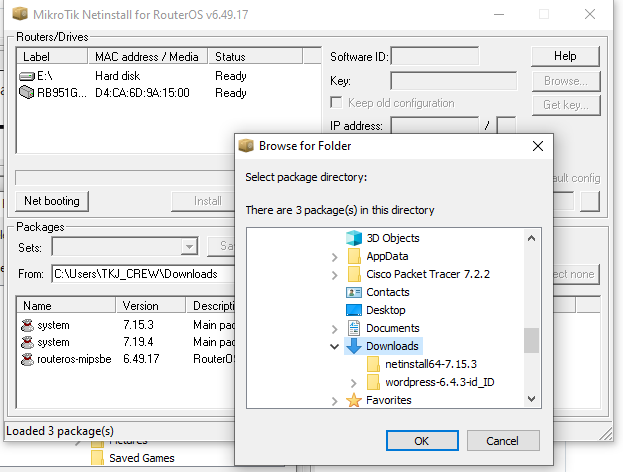 MikroTik Netinstall for RouterOS v6.49.17
Routers/Drives
Label MAC address / Media Status
E:\ Hard disk Ready
RB951G... D4:CA:6D:9A:15:00 Ready
Software ID:
Help
Key:
Browse...
Keep old configuration
Get key...
IP address: /
ault config
Net booting
Install
Packages
Sets:
From: C:\Users\TKJ_CREW\Downloads
ect none
Name Version Descripti
system 7.15.3 Main pac
system 7.19.4 Main pac
routeros-mipsbe 6.49.17 RouterOS
Loaded 3 package(s)
Pictures
Saved Games
Browse for Folder
Select package directory:
There are 3 package(s) in this directory
3D Objects
AppData
Cisco Packet Tracer 7.2.2
Contacts
Desktop
Documents
Downloads
netinstall64-7.15.3
wordpress-6.4.3-id_ID
Favorites
OK
Cancel